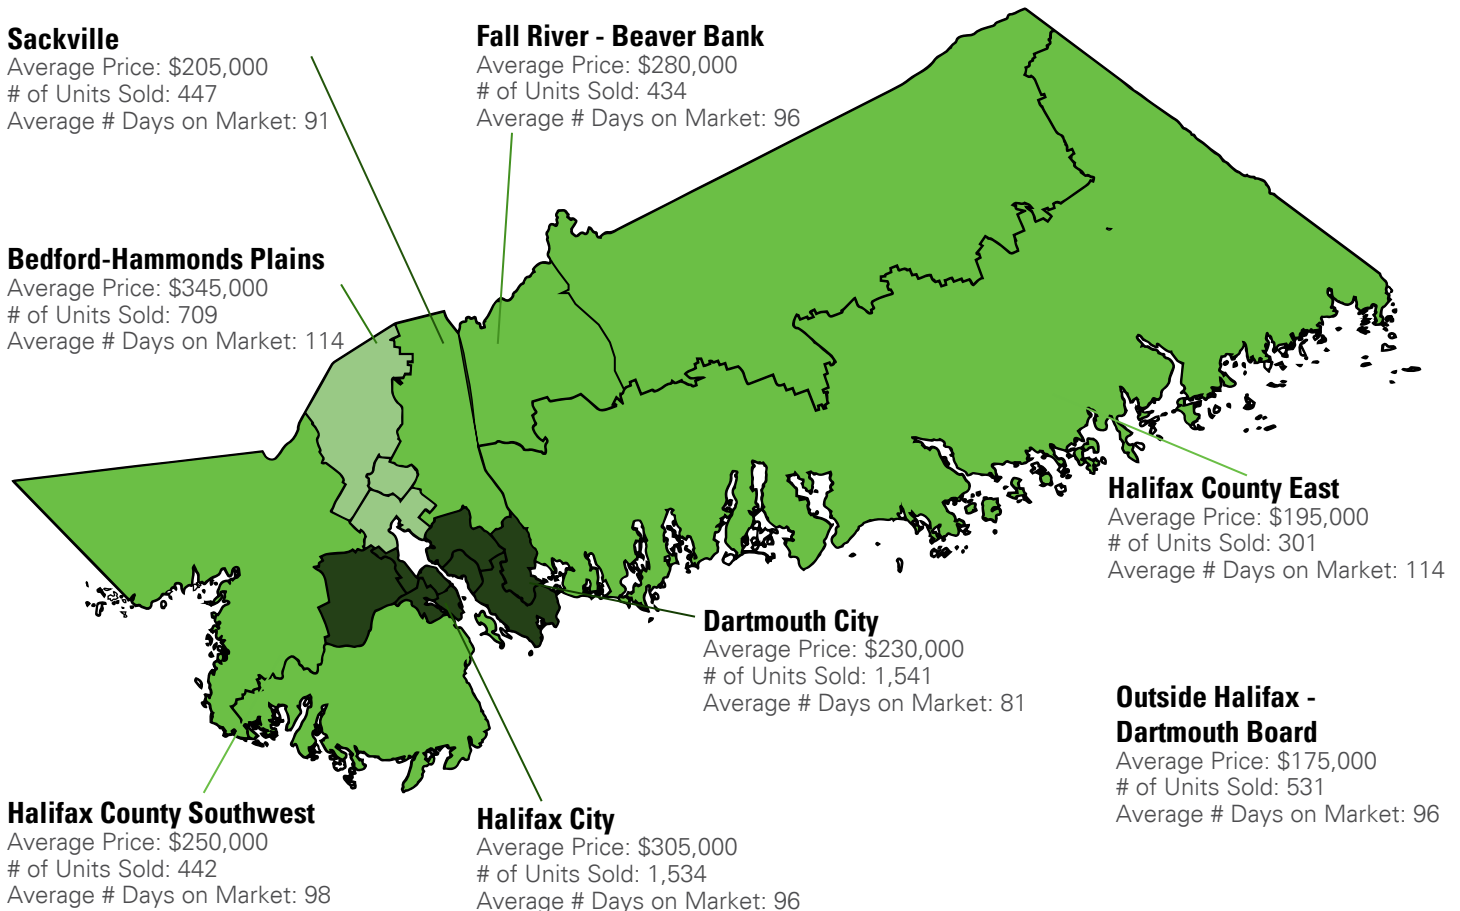 Sackville
Average Price: $205,000
# of Units Sold: 447
Average # Days on Market: 91
Fall River - Beaver Bank
Average Price: $280,000
# of Units Sold: 434
Average # Days on Market: 96
Bedford-Hammonds Plains
Average Price: $345,000
# of Units Sold: 709
Average # Days on Market: 114
Halifax County East
Average Price: $195,000
# of Units Sold: 301
Average # Days on Market: 114
Dartmouth City
Average Price: $230,000
# of Units Sold: 1,541
Average # Days on Market: 81
Outside Halifax -
Dartmouth Board
Average Price: $175,000
# of Units Sold: 531
Average # Days on Market: 96
Halifax County Southwest
Average Price: $250,000
# of Units Sold: 442
Average # Days on Market: 98
Halifax City
Average Price: $305,000
# of Units Sold: 1,534
Average # Days on Market: 96